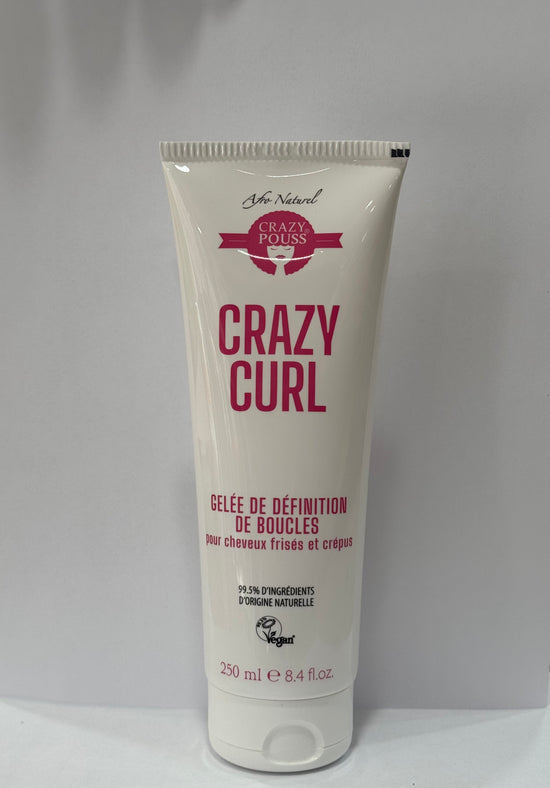 Afro Naturel
CRAZY
POUSS®
CRAZY
CURL
GELÉE DE DÉFINITION
DE BOUCLES
pour cheveux frisés et crépus
99.5% D'INGRÉDIENTS
D'ORIGINE NATURELLE
Vegan
250 ml ℮ 8.4 fl.oz.